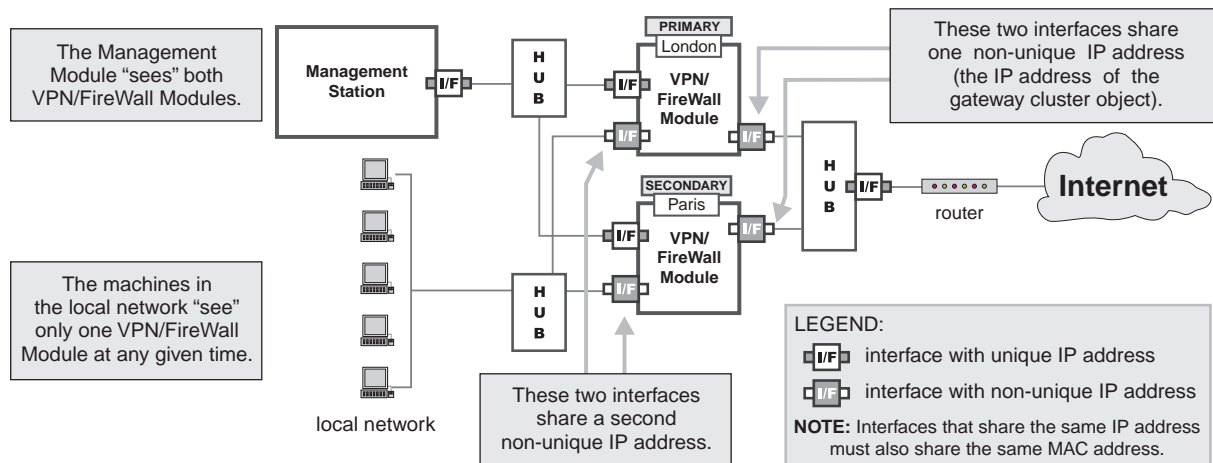 The Management
Module “sees” both
VPN/FireWall Modules.
Management
Station
I/F
HUB
PRIMARY
London
I/F
VPN/
FireWall
Module
I/F
I/F
These two interfaces share
one non-unique IP address
(the IP address of the
gateway cluster object).
HUB
I/F
router
Internet
SECONDARY
Paris
I/F
VPN/
FireWall
Module
I/F
I/F
The machines in
the local network “see”
only one VPN/FireWall
Module at any given time.
local network
HUB
These two interfaces
share a second
non-unique IP address.
LEGEND:
I/F interface with unique IP address
I/F interface with non-unique IP address
NOTE: Interfaces that share the same IP address
must also share the same MAC address.